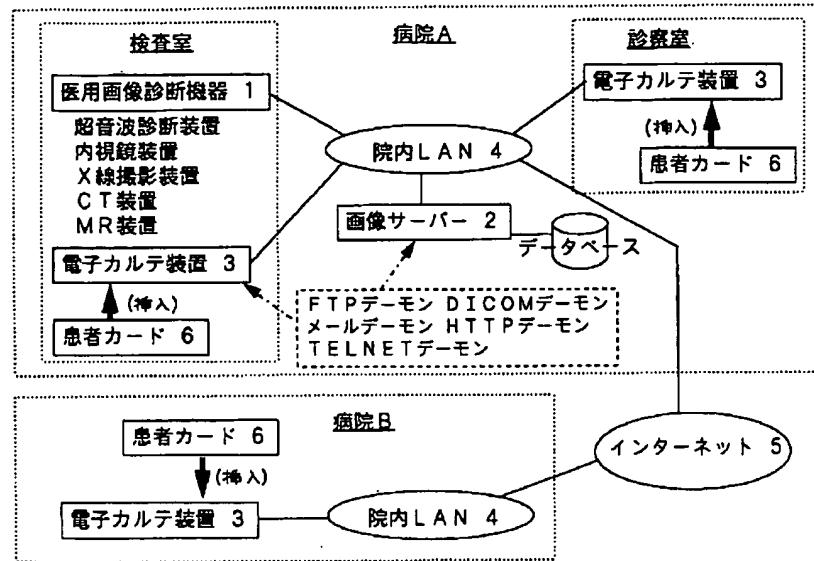 病院A
検査室
医用画像診断機器 1
超音波診断装置
内視鏡装置
X線撮影装置
CT装置
MR装置
電子カルテ装置 3
(挿入)
患者カード 6
診察室
電子カルテ装置 3
(挿入)
患者カード 6
院内LAN 4
画像サーバー 2
データベース
FTPデーモン DICOMデーモン
メールデーモン HTTPデーモン
TELNETデーモン
病院B
患者カード 6
(挿入)
電子カルテ装置 3
院内LAN 4
インターネット 5